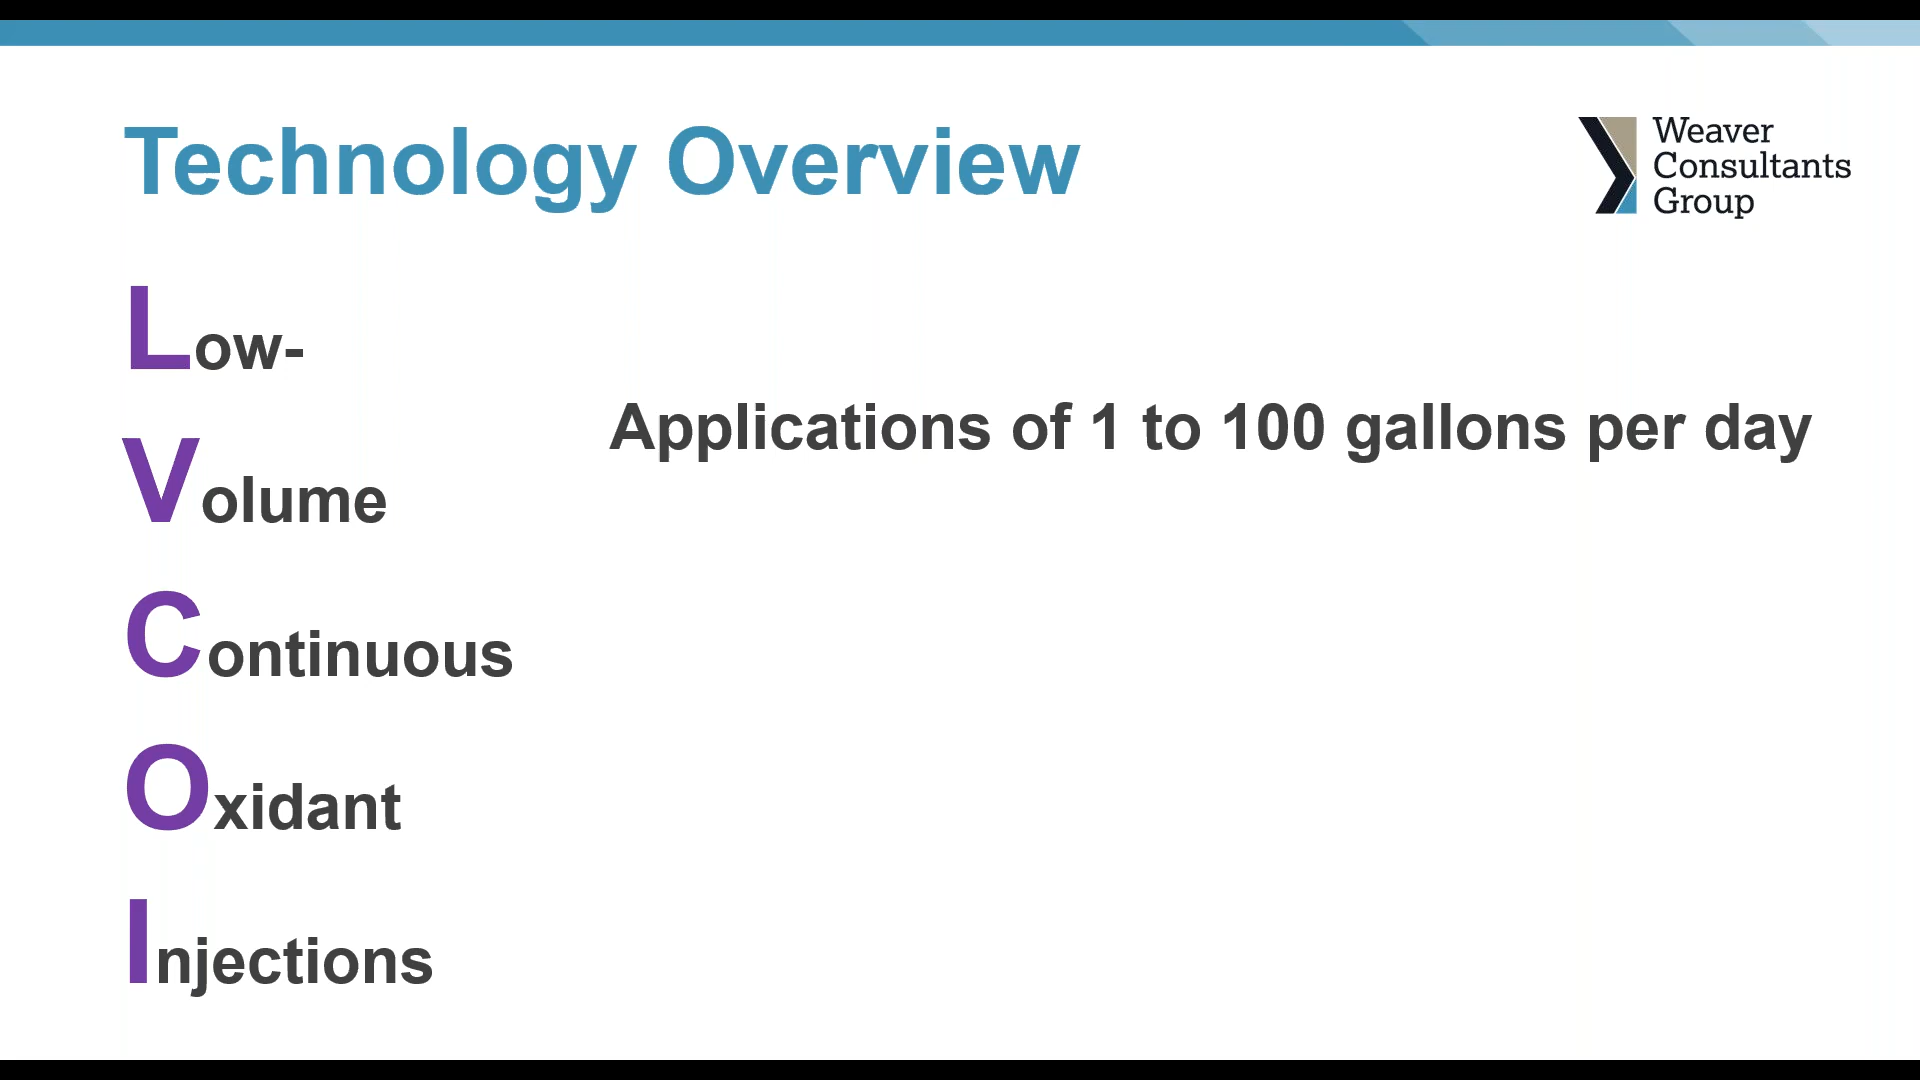 Technology Overview
Weaver
Consultants
Group
Low-
Applications of 1 to 100 gallons per day
Volume
Continuous
Oxidant
Injections